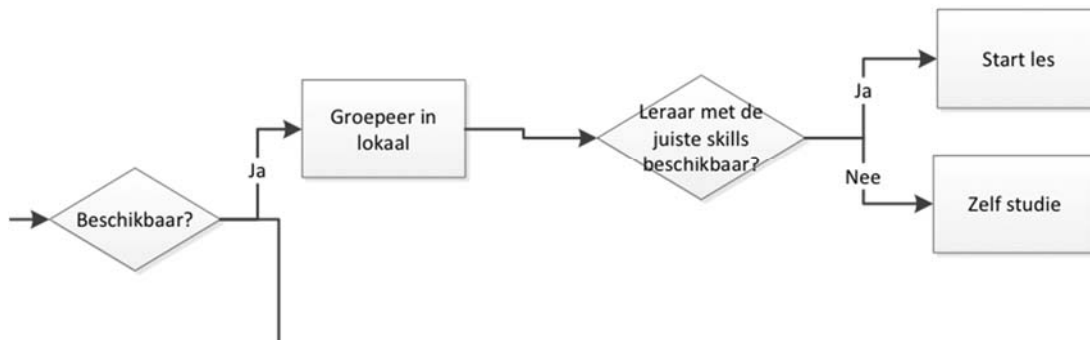 Beschikbaar?
Ja
Groepeer in
lokaal
Leraar met de
juiste skills
beschikbaar?
Ja
Start les
Nee
Zelf studie